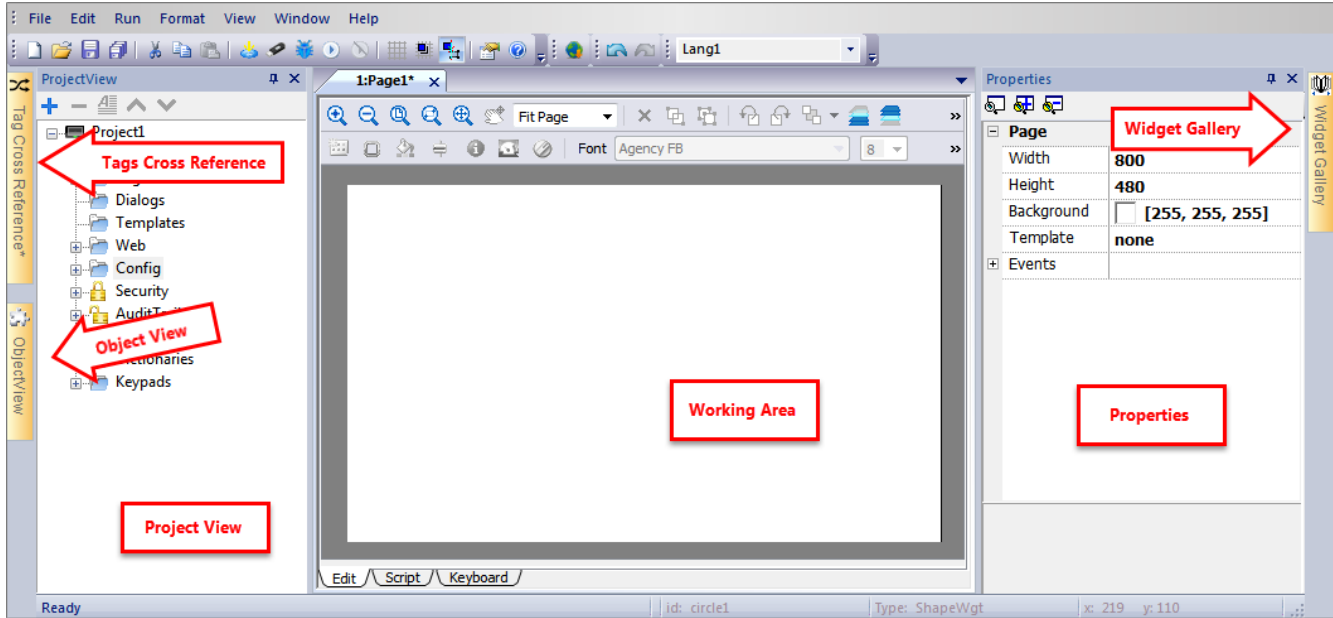 File Edit Run Format View Window Help
Lang1
Tag Cross Reference*
ObjectView
ProjectView
Project1
Tags Cross Reference
Dialogs
Templates
Web
Config
Security
Object View
Keypads
Project View
1:Page1*
Fit Page
Font Agency FB 8
Working Area
Edit Script Keyboard
Properties
Page
Width 800
Height 480
Background [255, 255, 255]
Template none
Events
Widget Gallery
Properties
Widget Gallery
Ready id: circle1 Type: ShapeWgt x: 219 y: 110